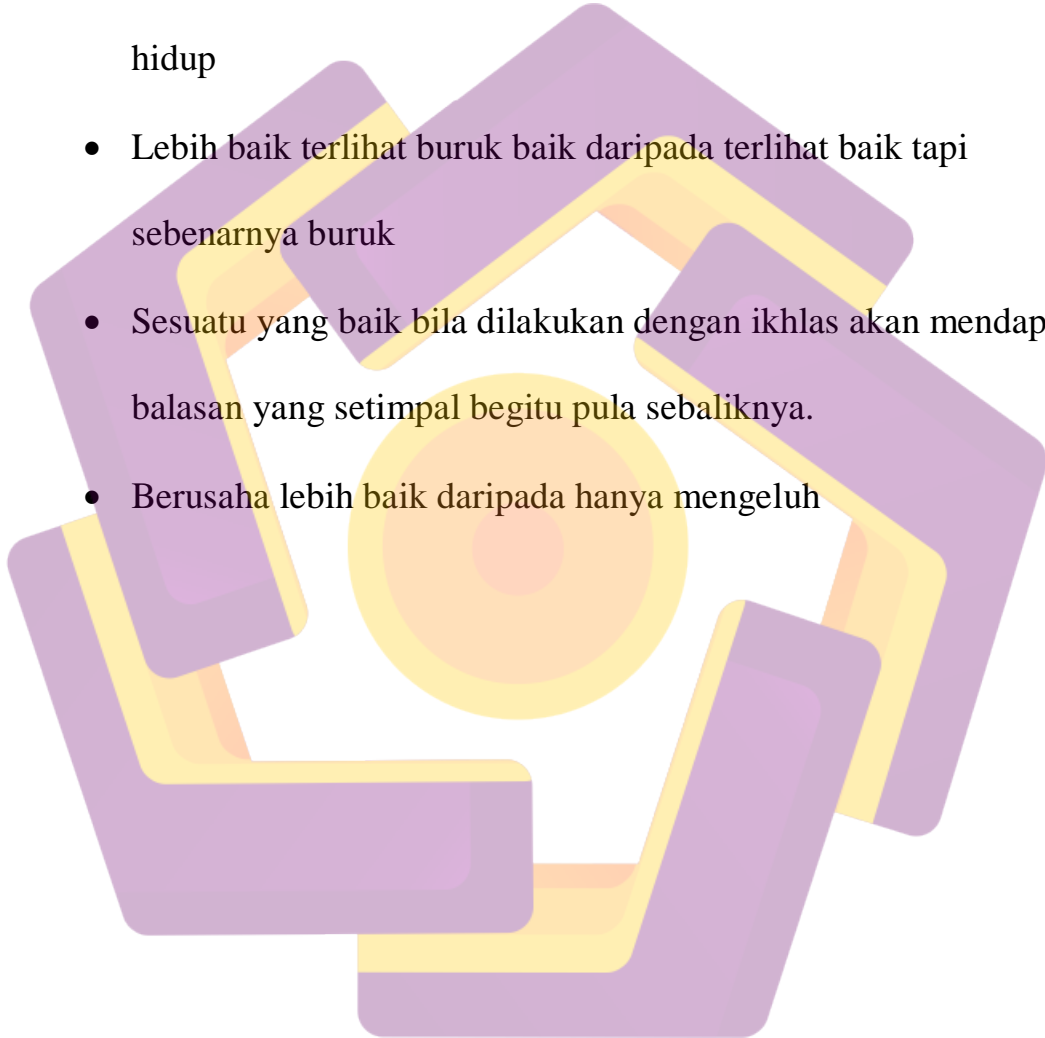 hidup
• Lebih baik terlihat buruk baik daripada terlihat baik tapi
sebenarnya buruk
• Sesuatu yang baik bila dilakukan dengan ikhlas akan mendap
balasan yang setimpal begitu pula sebaliknya.
• Berusaha lebih baik daripada hanya mengeluh